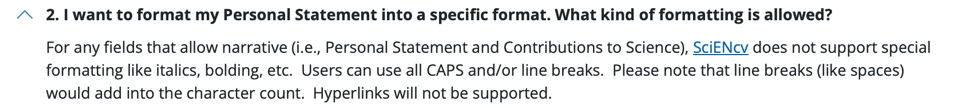 2. I want to format my Personal Statement into a specific format. What kind of formatting is allowed?
For any fields that allow narrative (i.e., Personal Statement and Contributions to Science), SciENcv does not support special
formatting like italics, bolding, etc.  Users can use all CAPS and/or line breaks.  Please note that line breaks (like spaces)
would add into the character count.  Hyperlinks will not be supported.